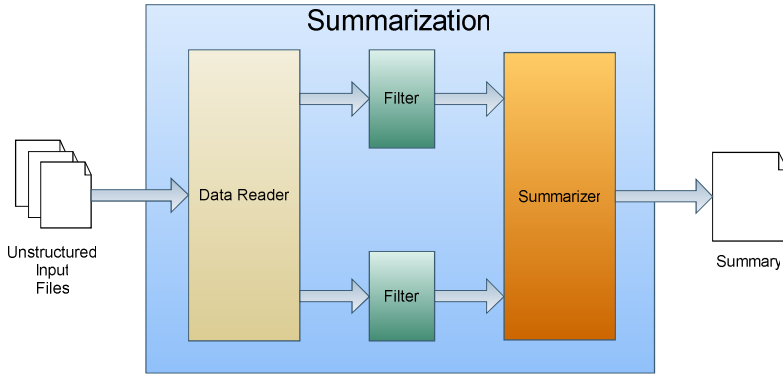 Summarization
Filter
Data Reader
Summarizer
Unstructured
Input
Files
Summary
Filter